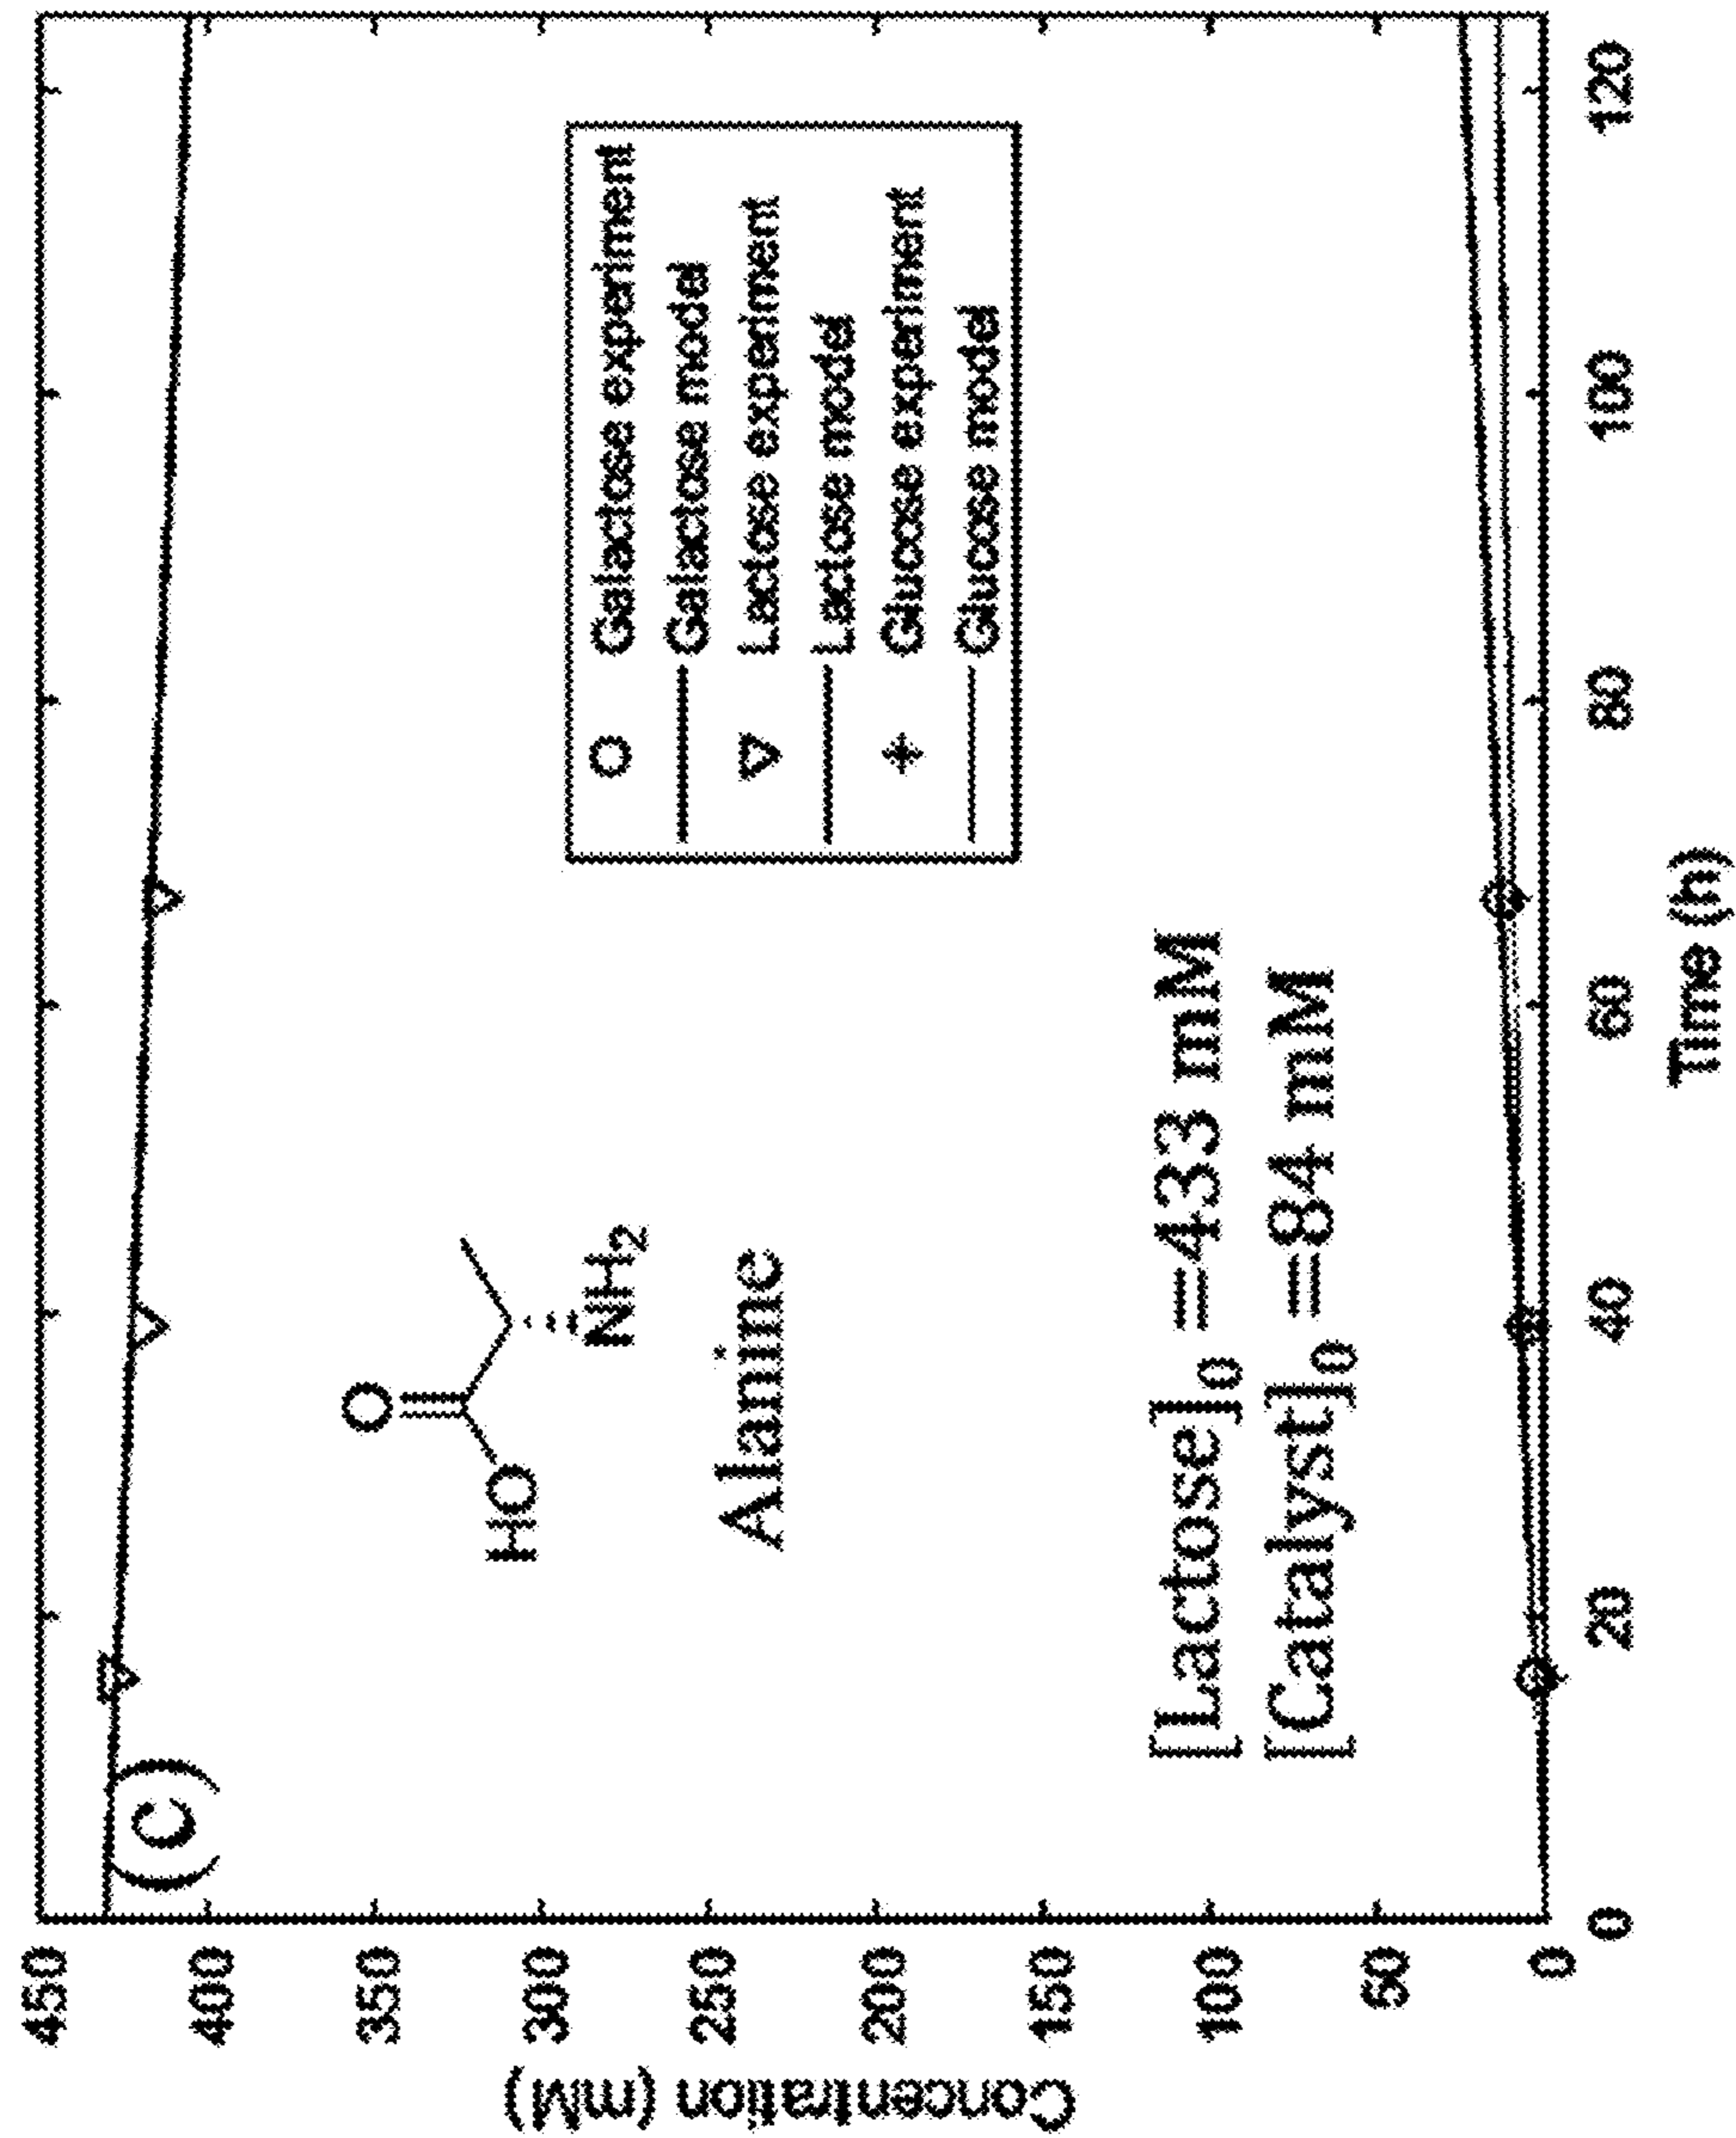 (C)
450
400
350
300
250
200
150
100
50
0
Concentration (mM)
O
HO
NH2
Alanine
Galactose experiment
Galactose model
Lactose experiment
Lactose model
Glucose experiment
Glucose model
[Lactose]0 =433 mM
[Catalyst]0 =84 mM
0 20 40 60 80 100 120
Time (h)